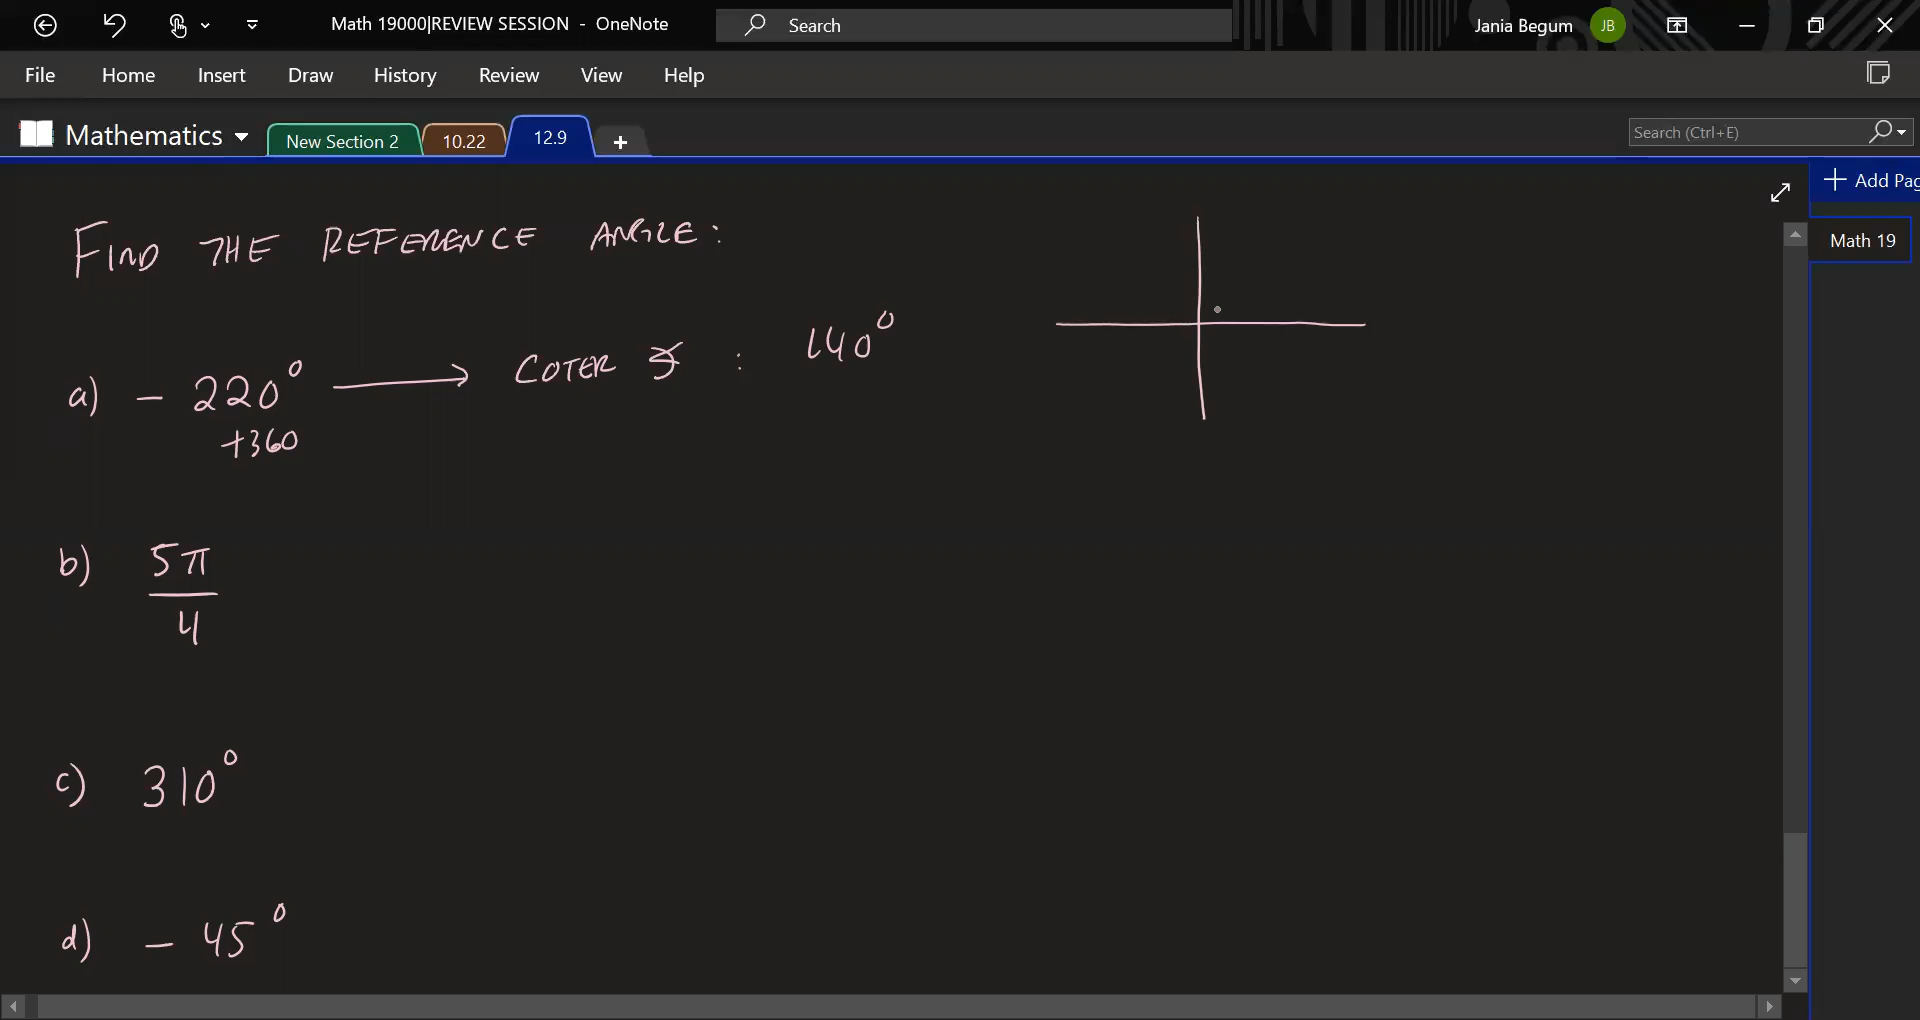 Math 19000|REVIEW SESSION - OneNote
Search
Jania Begum JB
File Home Insert Draw History Review View Help
Mathematics New Section 2 10.22 12.9 +
Search (Ctrl+E)
+ Add Pag
Math 19
FIND THE REFERENCE ANGLE:
a) - 220° → COTER ∡ : 140°
+360
b) 5π
4
c) 310°
d) - 45°